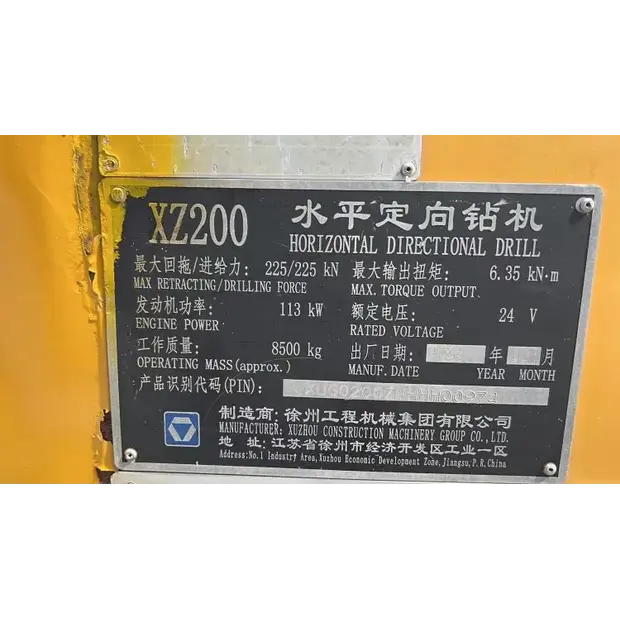 XZ200 水平定向钻机
HORIZONTAL DIRECTIONAL DRILL
最大回拖/进给力: 225/225 kN 最大输出扭矩: 6.35 kN·m
MAX RETRACTING/DRILLING FORCE MAX. TORQUE OUTPUT
发动机功率: 113 kW 额定电压: 24 V
ENGINE POWER RATED VOLTAGE
工作质量: 8500 kg 出厂日期: 年 月
OPERATING MASS(approx.) MANUF. DATE YEAR MONTH
产品识别代码(PIN):
制造商: 徐州工程机械集团有限公司
MANUFACTURER: XUZHOU CONSTRUCTION MACHINERY GROUP CO., LTD.
地 址: 江苏省徐州市经济开发区工业一区
Address:No.1 Industry Area,Xuzhou Economic Development Zone,Jiangsu,P.R.China